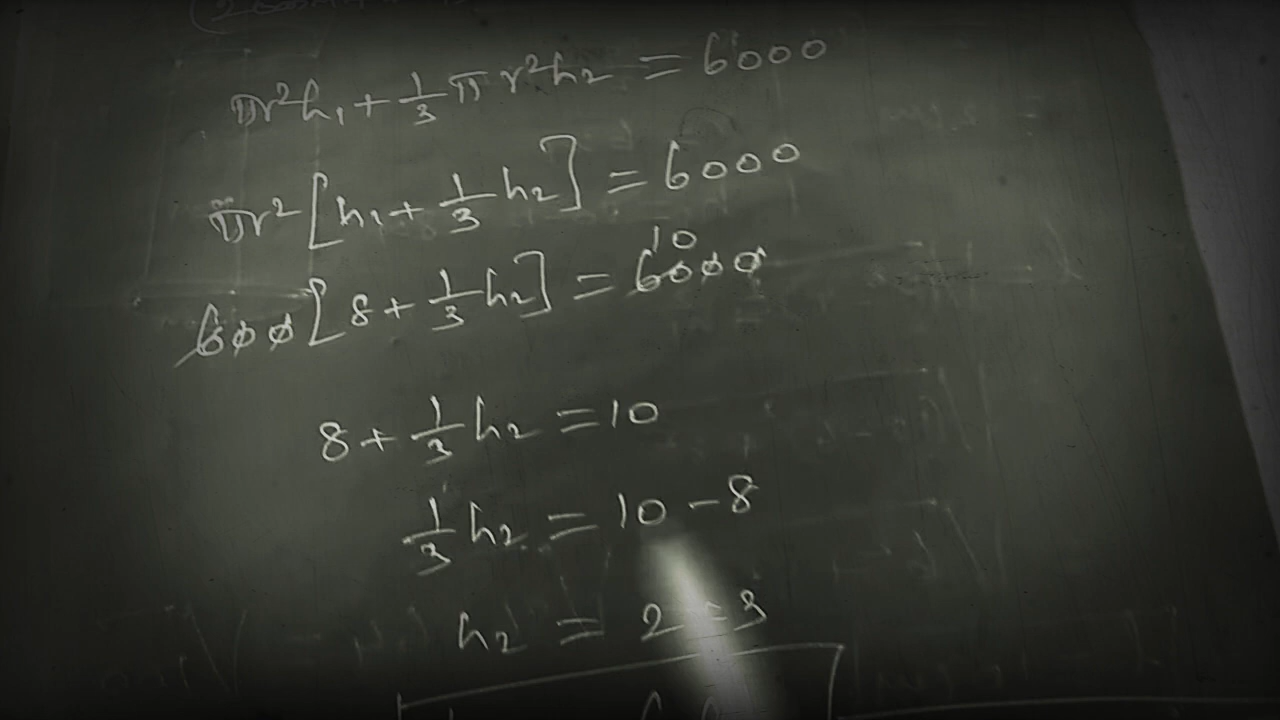 πr²h₁ + 1/3 πr²h₂ = 6000
πr² [h₁ + 1/3 h₂] = 6000
10
600 [8 + 1/3 h₂] = 6000
8 + 1/3 h₂ = 10
1/3 h₂ = 10 - 8
h₂ = 2 × 3